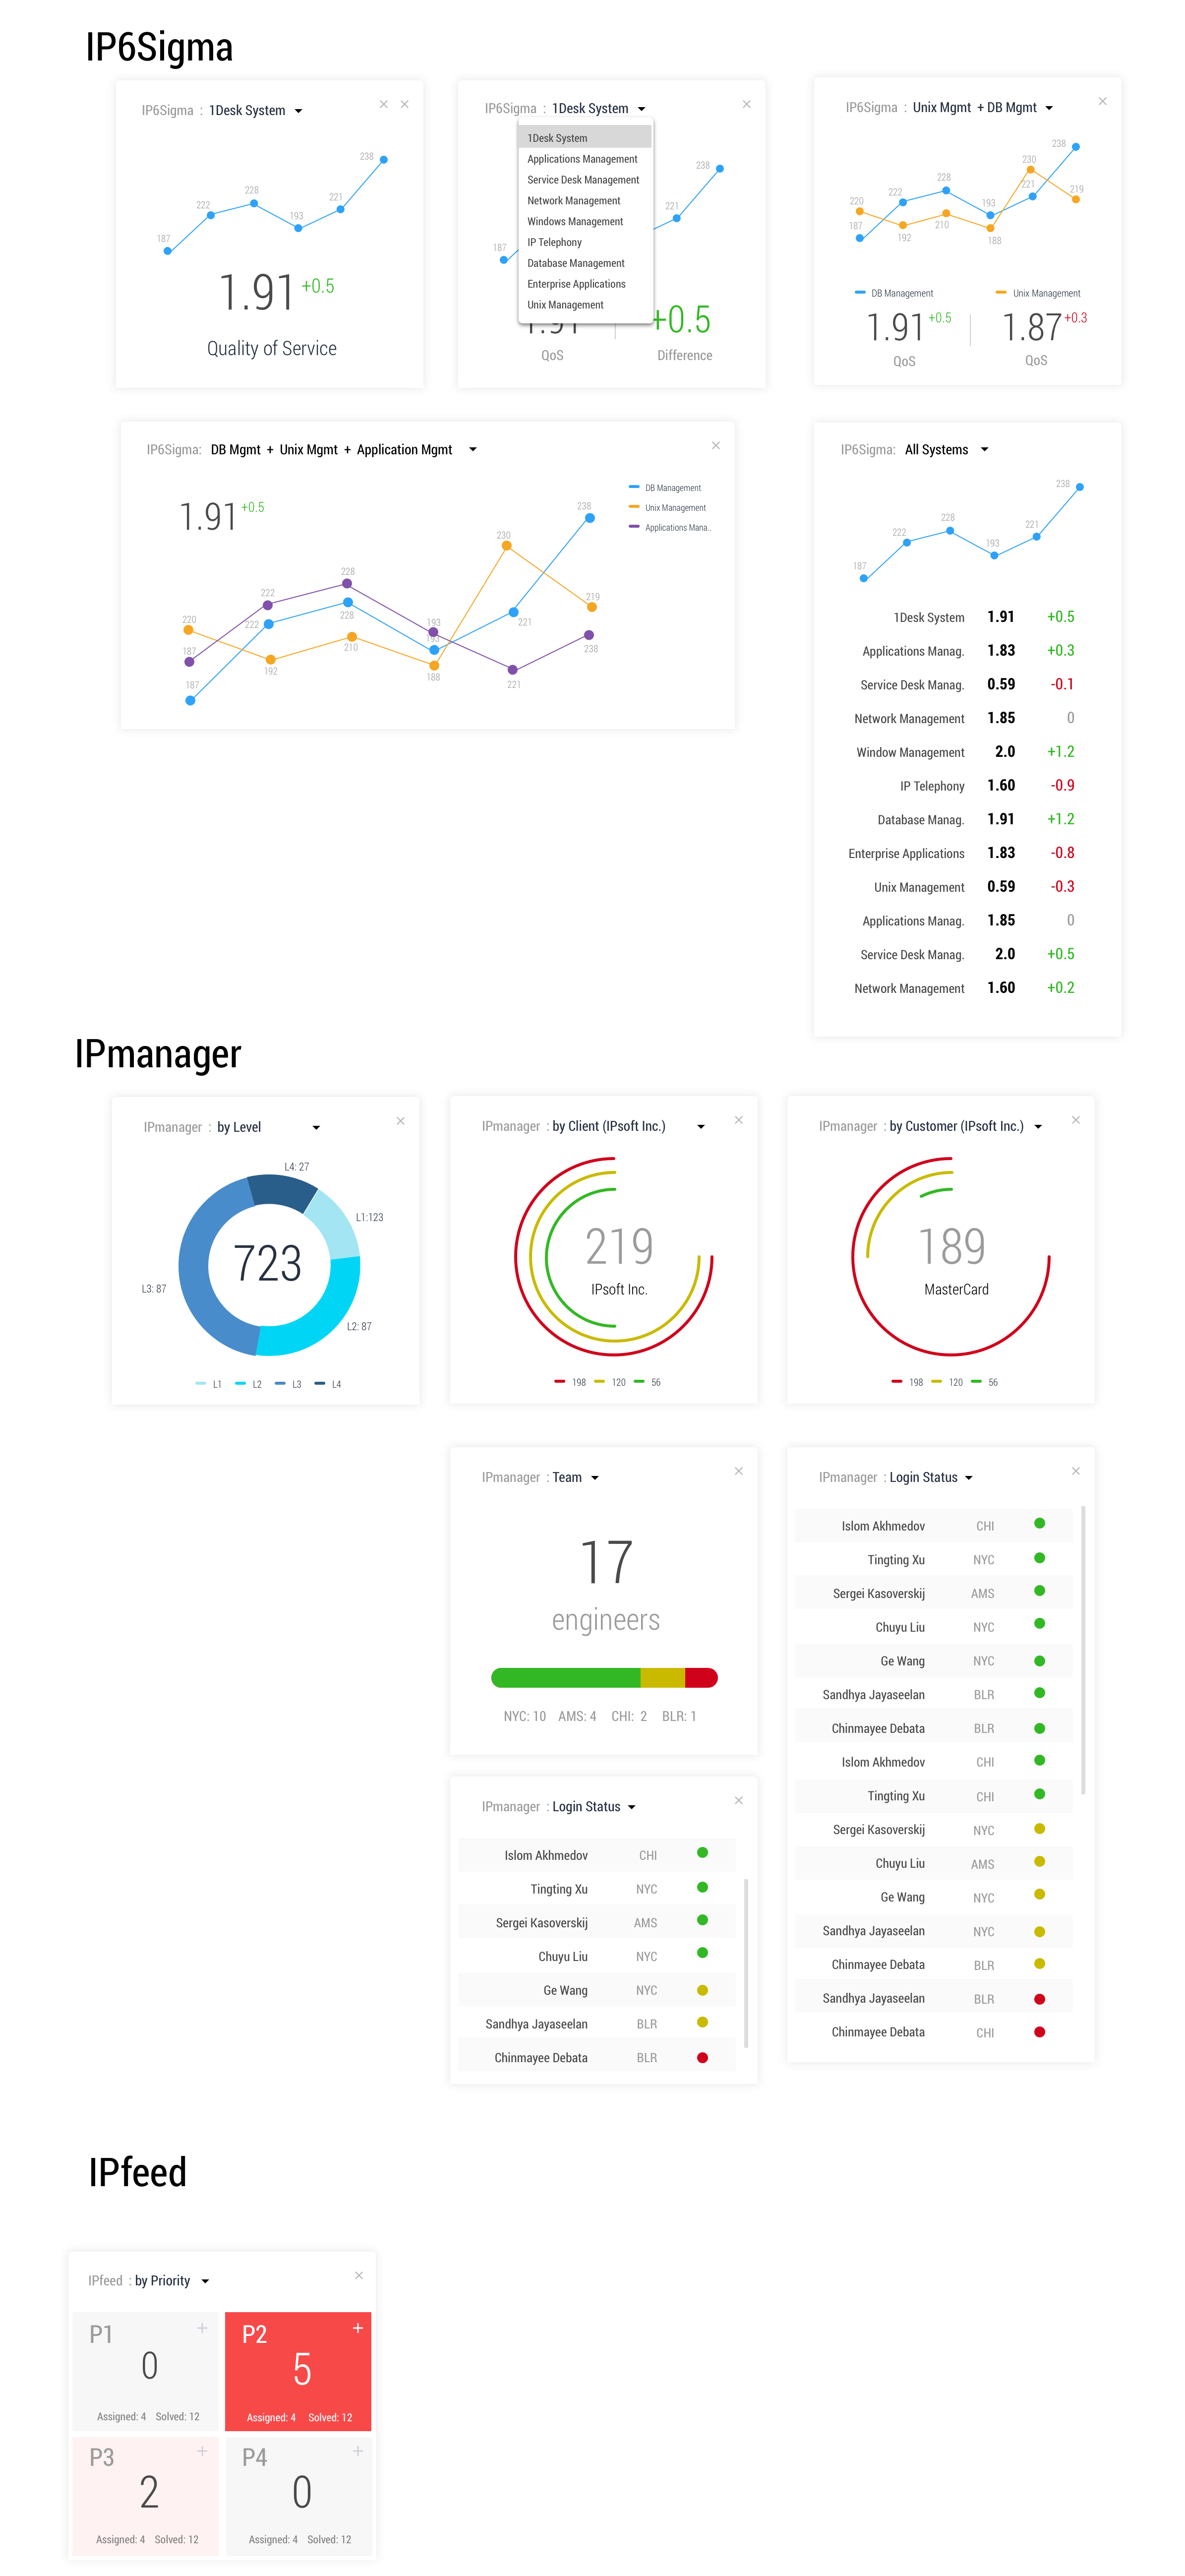 IP6Sigma
IP6Sigma : 1Desk System
187
222
228
193
221
238
1.91 +0.5
Quality of Service
IP6Sigma : 1Desk System
1Desk System
Applications Management
Service Desk Management
Network Management
Windows Management
IP Telephony
Database Management
Enterprise Applications
Unix Management
187
221
238
1.91
+0.5
QoS
Difference
IP6Sigma : Unix Mgmt + DB Mgmt
220
187
222
192
228
210
193
188
230
221
238
219
DB Management
Unix Management
1.91 +0.5
1.87 +0.3
QoS
QoS
IP6Sigma: DB Mgmt + Unix Mgmt + Application Mgmt
1.91 +0.5
DB Management
Unix Management
Applications Mana..
220
187
187
222
222
192
228
228
210
193
193
188
230
221
221
238
219
238
IP6Sigma: All Systems
187
222
228
193
221
238
1Desk System 1.91 +0.5
Applications Manag. 1.83 +0.3
Service Desk Manag. 0.59 -0.1
Network Management 1.85 0
Window Management 2.0 +1.2
IP Telephony 1.60 -0.9
Database Manag. 1.91 +1.2
Enterprise Applications 1.83 -0.8
Unix Management 0.59 -0.3
Applications Manag. 1.85 0
Service Desk Manag. 2.0 +0.5
Network Management 1.60 +0.2
IPmanager
IPmanager : by Level
L4: 27
L1:123
723
L3: 87
L2: 87
L1 L2 L3 L4
IPmanager : by Client (IPsoft Inc.)
219
IPsoft Inc.
198 120 56
IPmanager : by Customer (IPsoft Inc.)
189
MasterCard
198 120 56
IPmanager : Team
17
engineers
NYC: 10 AMS: 4 CHI: 2 BLR: 1
IPmanager : Login Status
Islom Akhmedov CHI
Tingting Xu NYC
Sergei Kasoverskij AMS
Chuyu Liu NYC
Ge Wang NYC
Sandhya Jayaseelan BLR
Chinmayee Debata BLR
Islom Akhmedov CHI
Tingting Xu CHI
Sergei Kasoverskij NYC
Chuyu Liu AMS
Ge Wang NYC
Sandhya Jayaseelan NYC
Chinmayee Debata BLR
Sandhya Jayaseelan BLR
Chinmayee Debata CHI
IPmanager : Login Status
Islom Akhmedov CHI
Tingting Xu NYC
Sergei Kasoverskij AMS
Chuyu Liu NYC
Ge Wang NYC
Sandhya Jayaseelan BLR
Chinmayee Debata BLR
IPfeed
IPfeed : by Priority
P1 +
0
Assigned: 4 Solved: 12
P2 +
5
Assigned: 4 Solved: 12
P3 +
2
Assigned: 4 Solved: 12
P4 +
0
Assigned: 4 Solved: 12